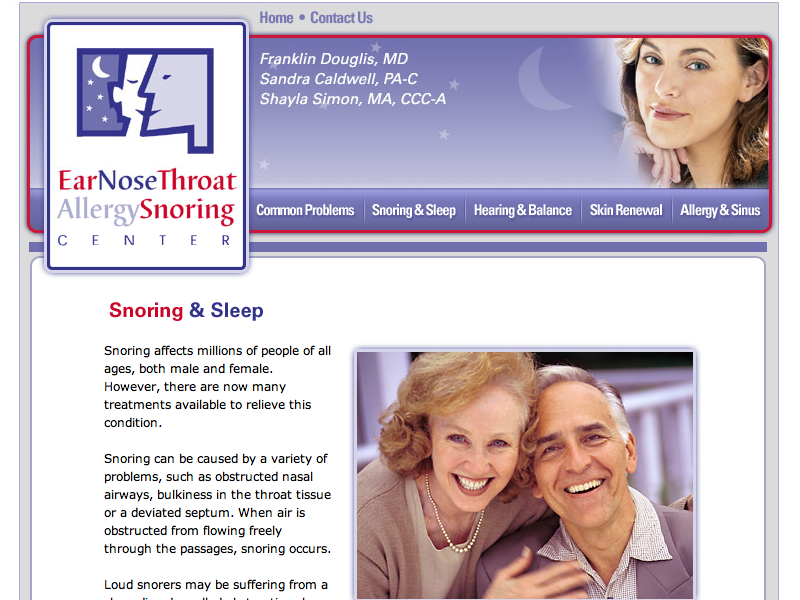 Home • Contact Us
Franklin Douglis, MD
Sandra Caldwell, PA-C
Shayla Simon, MA, CCC-A
EarNoseThroat
AllergySnoring
CENTER
Common Problems
Snoring & Sleep
Hearing & Balance
Skin Renewal
Allergy & Sinus
Snoring & Sleep
Snoring affects millions of people of all
ages, both male and female.
However, there are now many
treatments available to relieve this
condition.
Snoring can be caused by a variety of
problems, such as obstructed nasal
airways, bulkiness in the throat tissue
or a deviated septum. When air is
obstructed from flowing freely
through the passages, snoring occurs.
Loud snorers may be suffering from a